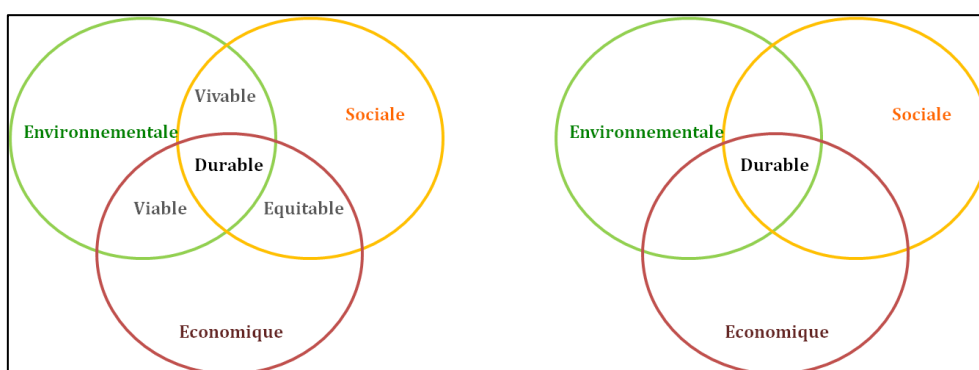 Vivable
Environnementale
Sociale
Durable
Viable
Equitable
Economique
Environnementale
Sociale
Durable
Economique